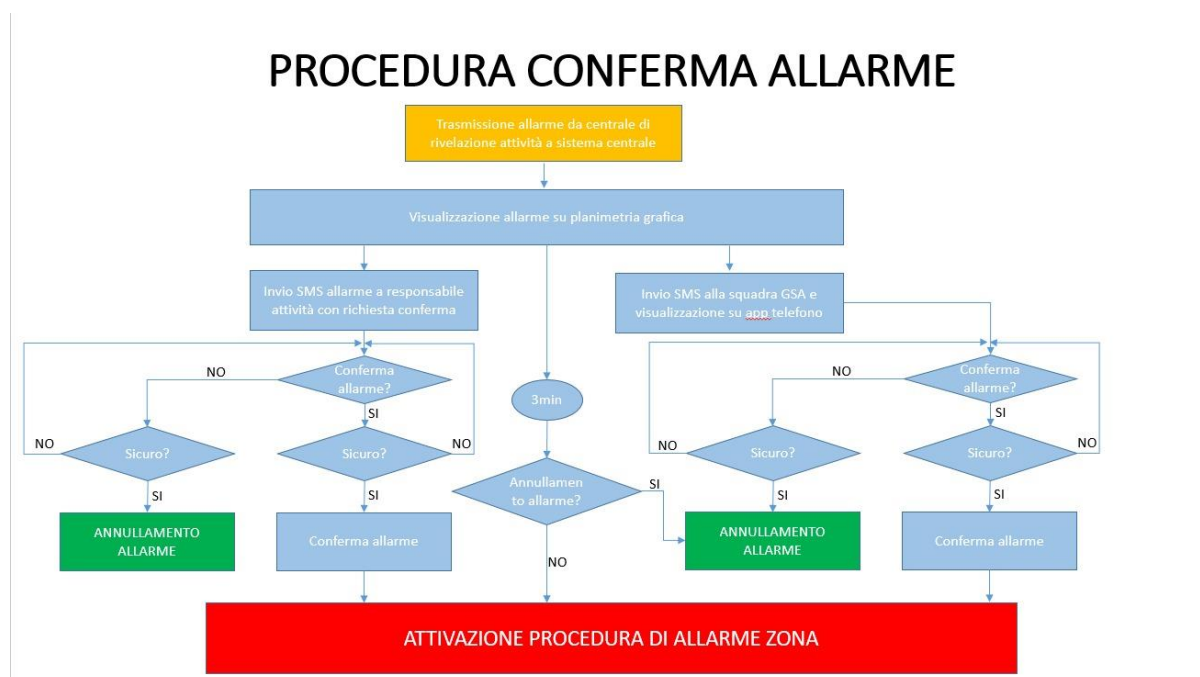 PROCEDURA CONFERMA ALLARME
Trasmissione allarme da centrale di
rivelazione attività a sistema centrale
Visualizzazione allarme su planimetria grafica
Invio SMS allarme a responsabile
attività con richiesta conferma
Invio SMS alla squadra GSA e
visualizzazione su app telefono
Conferma
allarme?
NO
SI
Sicuro?
NO
SI
Sicuro?
NO
SI
ANNULLAMENTO
ALLARME
Conferma allarme
3min
Annullamen
to allarme?
SI
NO
Conferma
allarme?
NO
SI
Sicuro?
NO
SI
Sicuro?
NO
SI
ANNULLAMENTO
ALLARME
Conferma allarme
ATTIVAZIONE PROCEDURA DI ALLARME ZONA